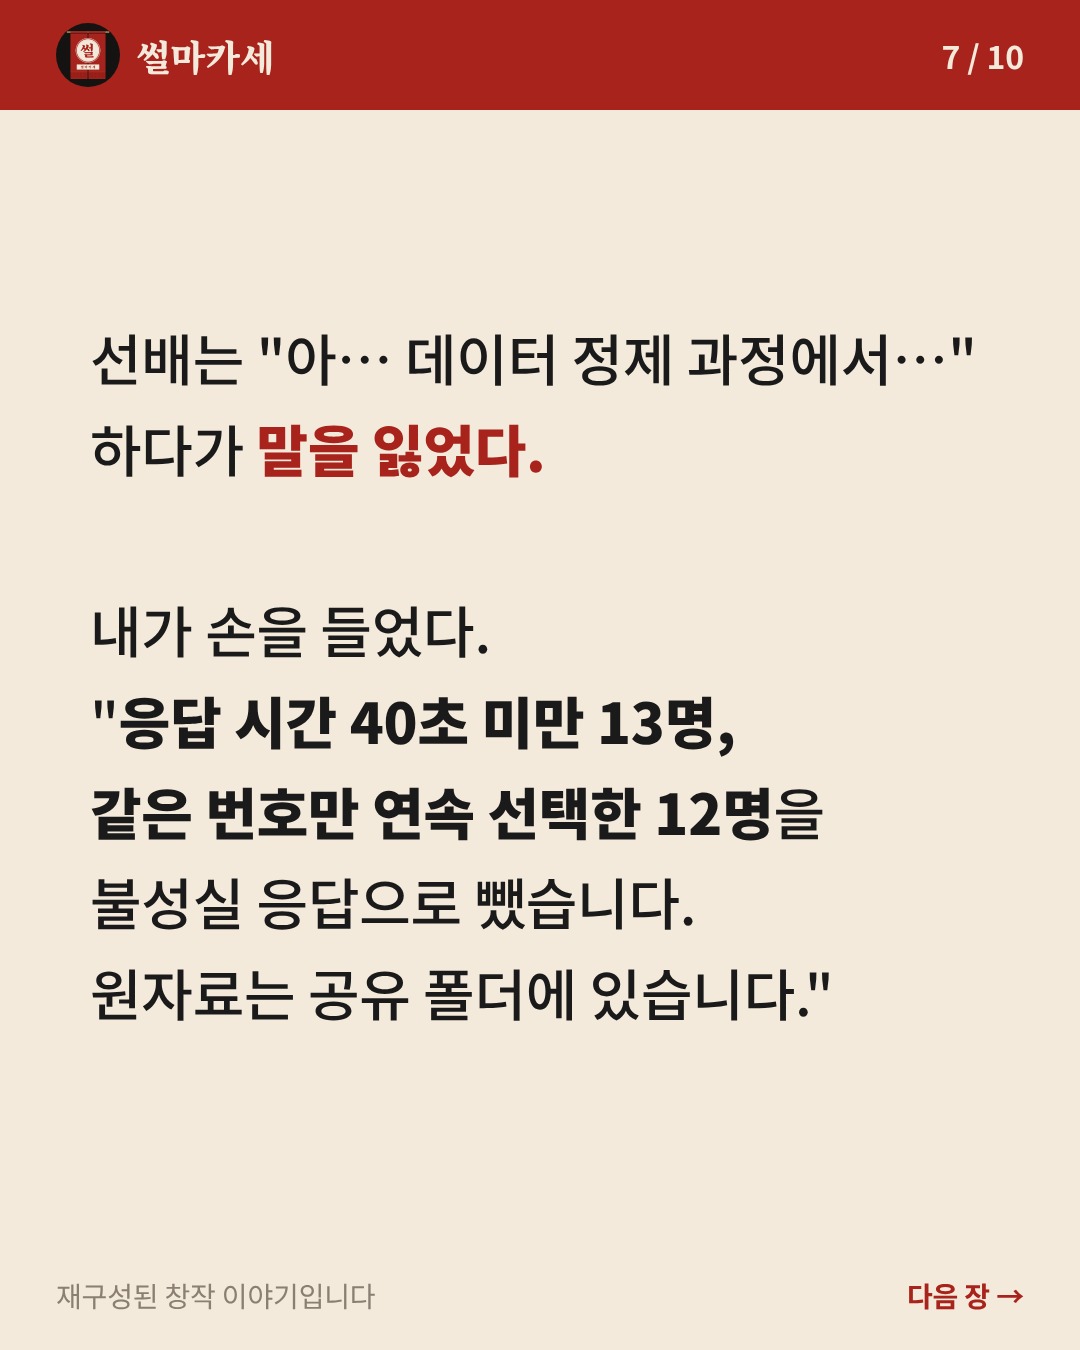 썰
썰마카세
7 / 10
선배는 "아… 데이터 정제 과정에서…"
하다가 말을 잃었다.
내가 손을 들었다.
"응답 시간 40초 미만 13명,
같은 번호만 연속 선택한 12명을
불성실 응답으로 뺐습니다.
원자료는 공유 폴더에 있습니다."
재구성된 창작 이야기입니다
다음 장 →